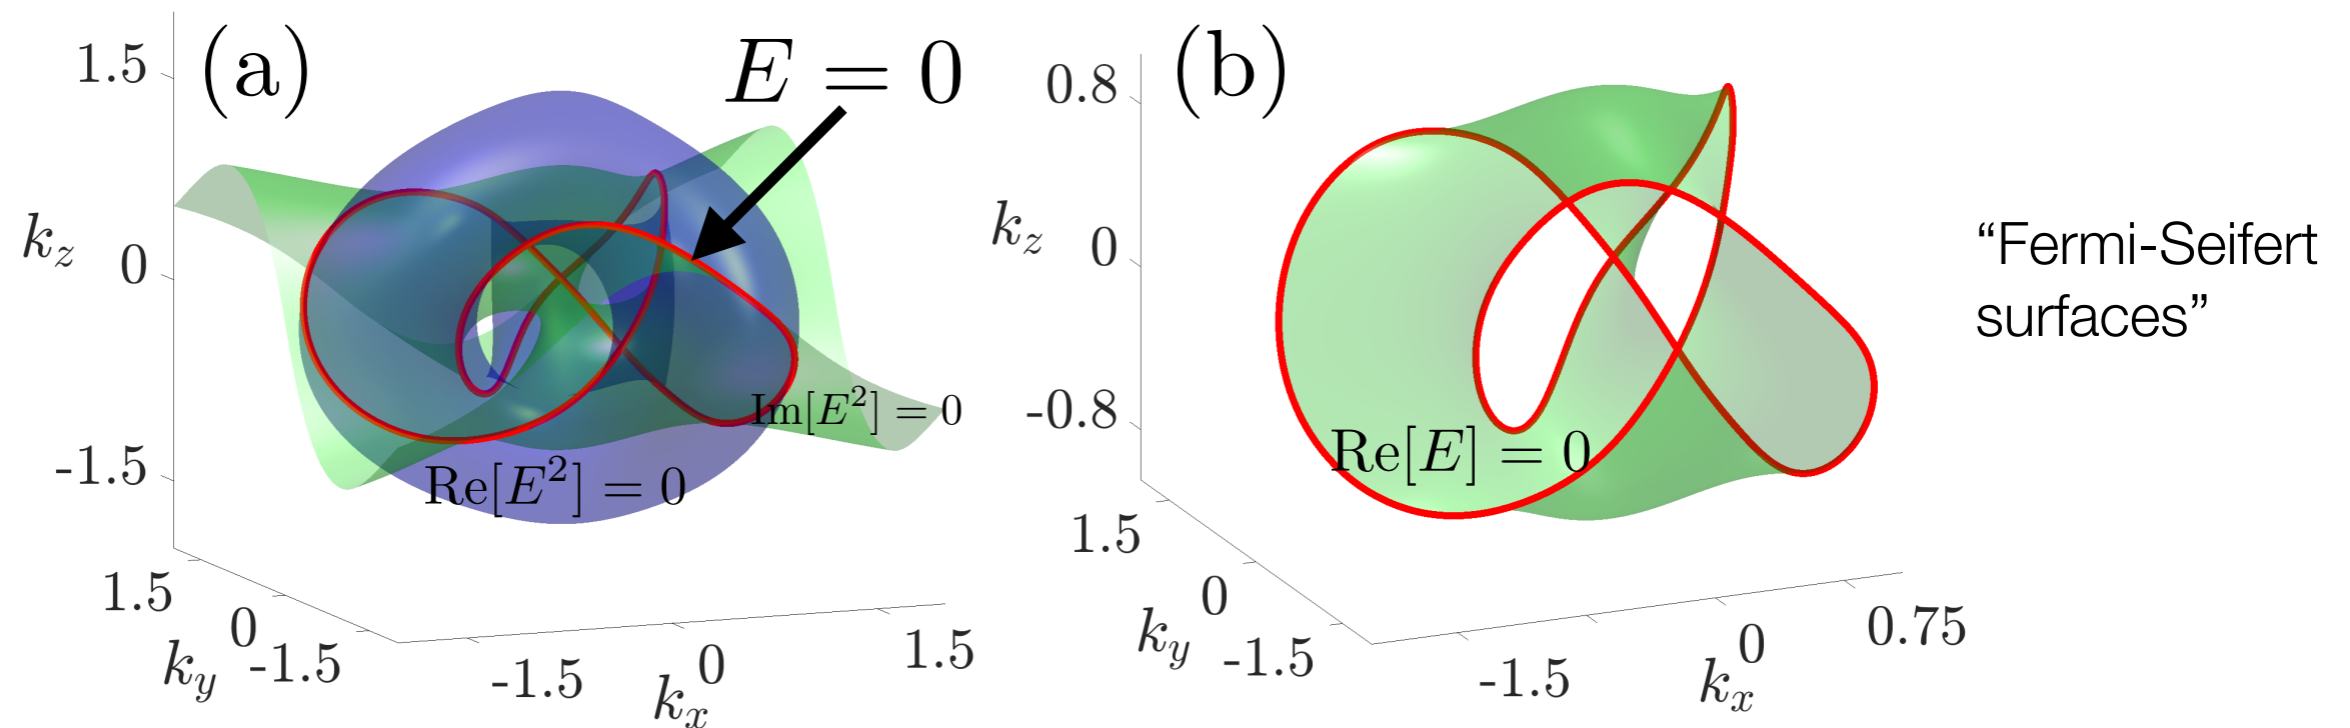 (a)
E = 0
1.5
k_z
0
-1.5
Im[E²] = 0
Re[E²] = 0
1.5
0
-1.5
k_y
-1.5
0
1.5
k_x
(b)
0.8
k_z
0
-0.8
Re[E] = 0
1.5
0
-1.5
k_y
-1.5
0
0.75
k_x
“Fermi-Seifert
surfaces”